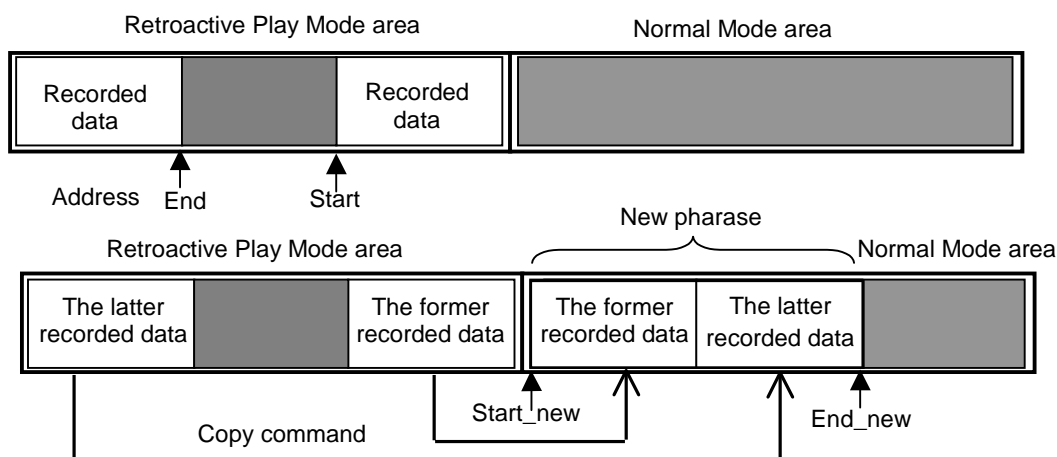 Retroactive Play Mode area
Normal Mode area
Recorded
data
Recorded
data
Address
End
Start
New pharase
Retroactive Play Mode area
Normal Mode area
The latter
recorded data
The former
recorded data
The former
recorded data
The latter
recorded data
Start_new
End_new
Copy command